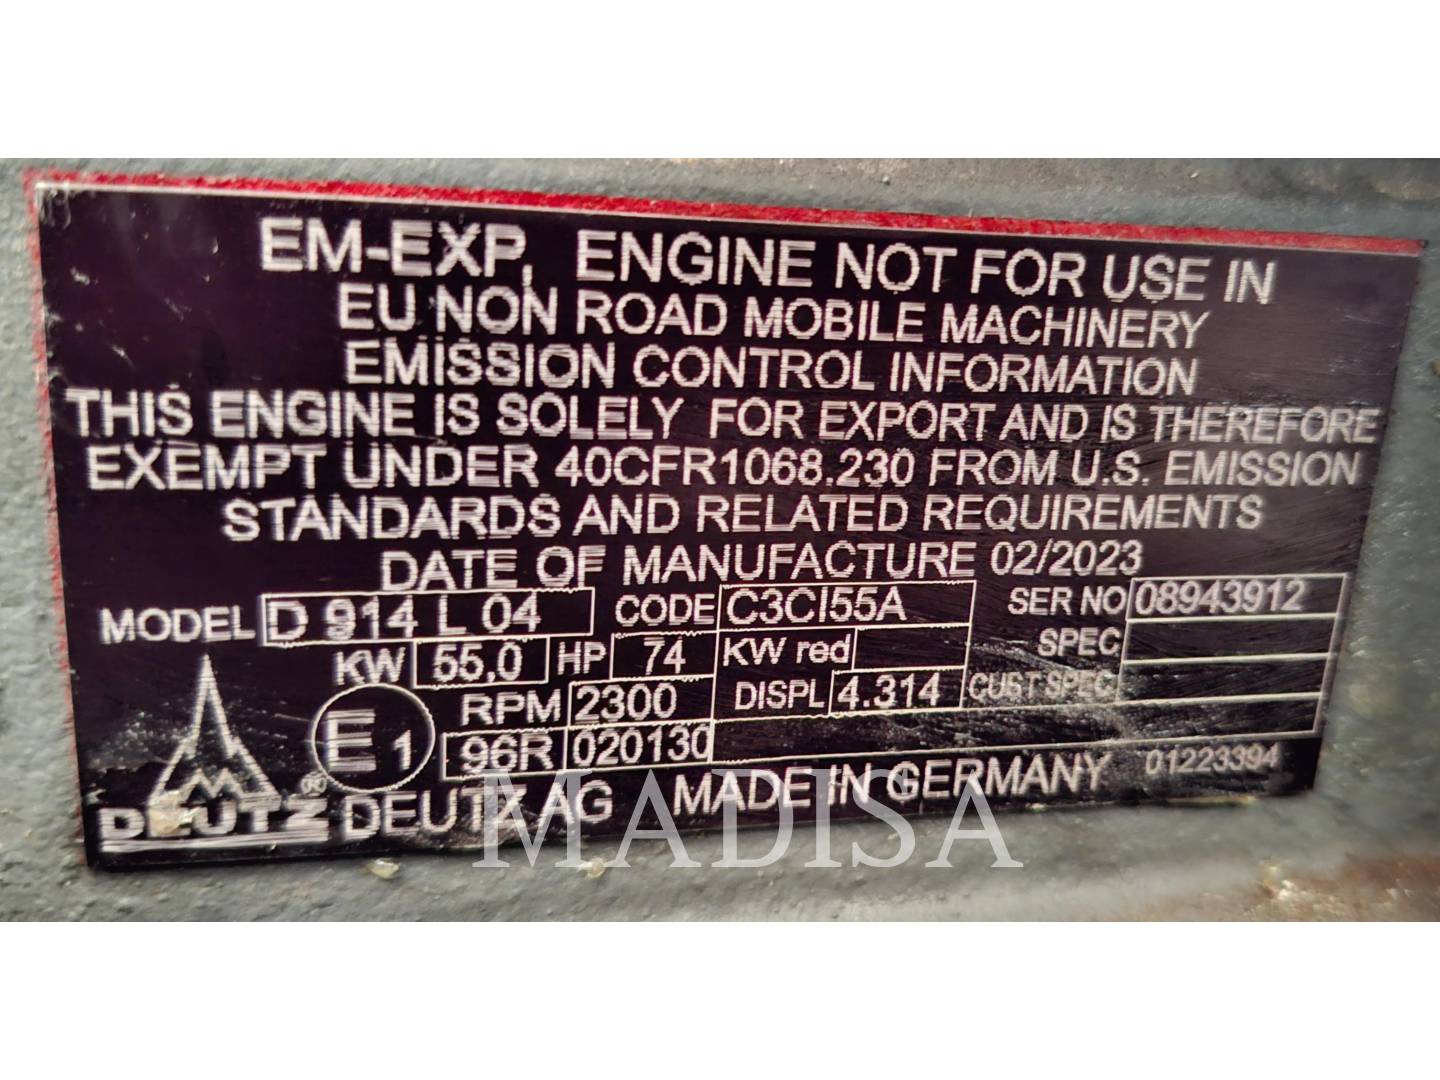 EM-EXP, ENGINE NOT FOR USE IN
EU NON ROAD MOBILE MACHINERY
EMISSION CONTROL INFORMATION
THIS ENGINE IS SOLELY FOR EXPORT AND IS THEREFORE
EXEMPT UNDER 40CFR1068.230 FROM U.S. EMISSION
STANDARDS AND RELATED REQUIREMENTS
DATE OF MANUFACTURE 02/2023
MODEL D 914 L 04 CODE C3CI55A SER NO 08943912
KW 55,0 HP 74 KW red SPEC
RPM 2300 DISPL 4.314 CUST SPEC
E1 96R 020130
DEUTZ ® DEUTZ AG MADE IN GERMANY 01223394
MADISA